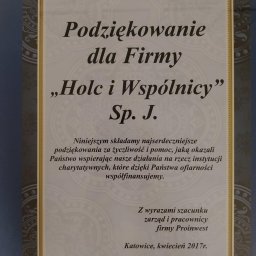 Podziękowanie
dla Firmy
„Holc i Wspólnicy”
Sp. J.
Niniejszym składamy najserdeczniejsze
podziękowania za życzliwość i pomoc, jaką okazali
Państwo wspierając nasze działania na rzecz instytucji
charytatywnych, które dzięki Państwa ofiarności
współfinansujemy.
Z wyrazami szacunku
zarząd i pracownicy
firmy Proinwest
Katowice, kwiecień 2017r.